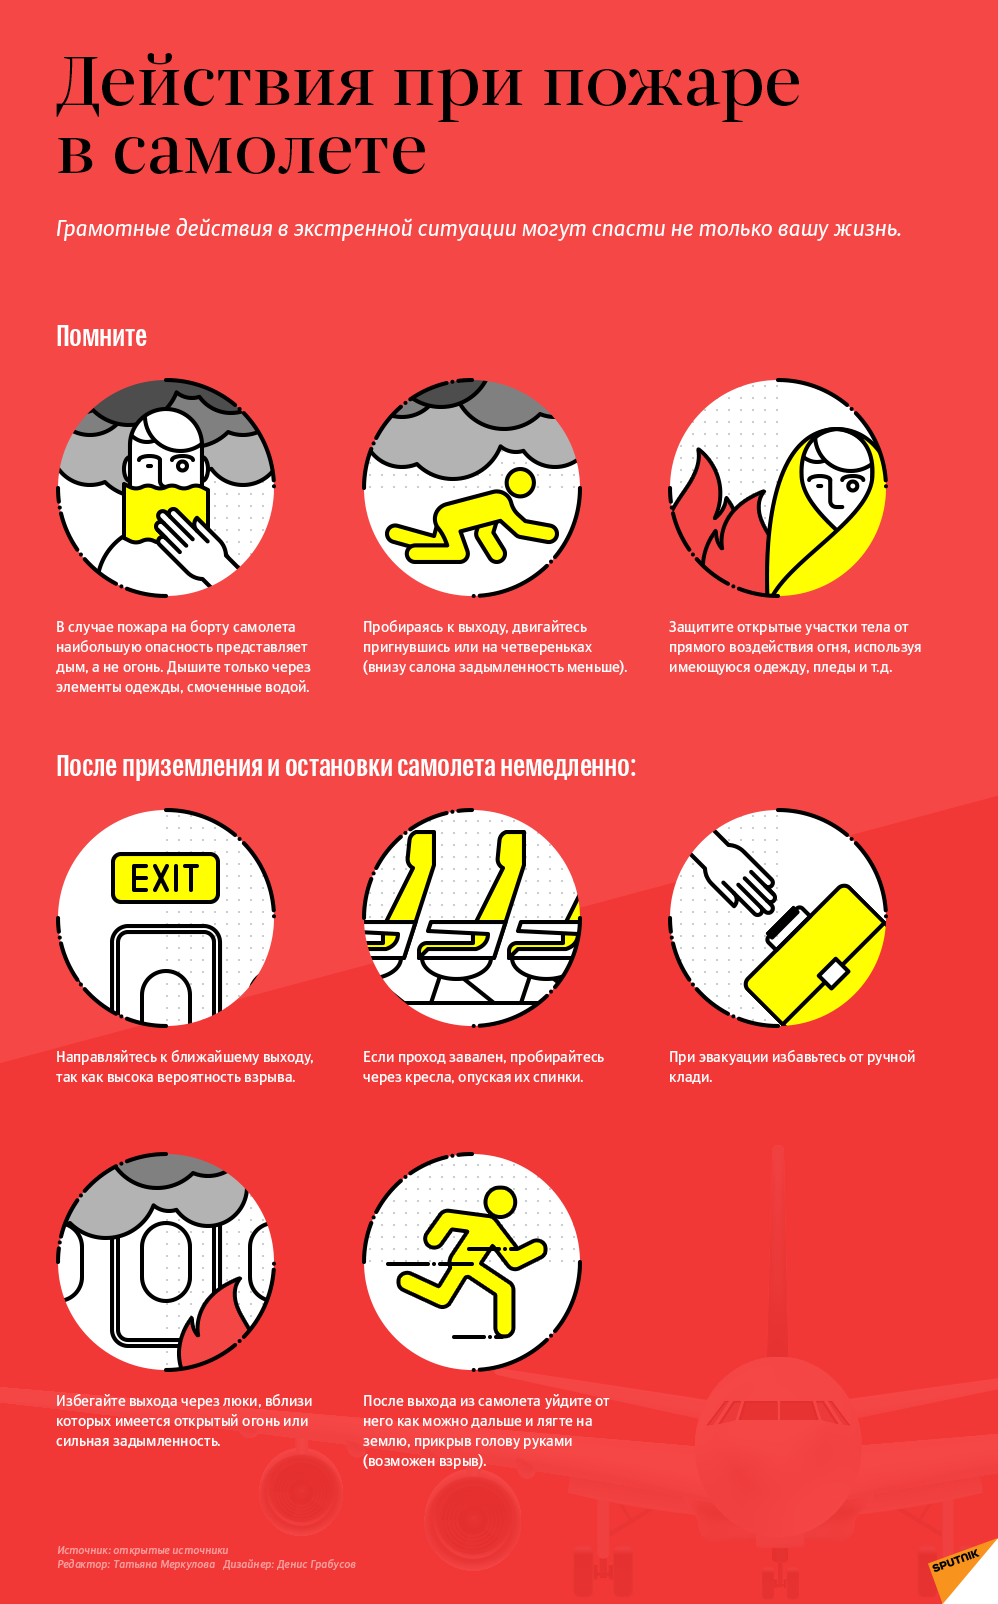 Действия при пожаре
в самолете
Грамотные действия в экстренной ситуации могут спасти не только вашу жизнь.
Помните
В случае пожара на борту самолета
наибольшую опасность представляет
дым, а не огонь. Дышите только через
элементы одежды, смоченные водой.
Пробираясь к выходу, двигайтесь
пригнувшись или на четвереньках
(внизу салона задымленность меньше).
Защитите открытые участки тела от
прямого воздействия огня, используя
имеющуюся одежду, пледы и т.д.
После приземления и остановки самолета немедленно:
EXIT
Направляйтесь к ближайшему выходу,
так как высока вероятность взрыва.
Если проход завален, пробирайтесь
через кресла, опуская их спинки.
При эвакуации избавьтесь от ручной
клади.
Избегайте выхода через люки, вблизи
которых имеется открытый огонь или
сильная задымленность.
После выхода из самолета уйдите от
него как можно дальше и лягте на
землю, прикрыв голову руками
(возможен взрыв).
Источник: открытые источники
Редактор: Татьяна Меркулова Дизайнер: Денис Грабусов
SPUTNIK